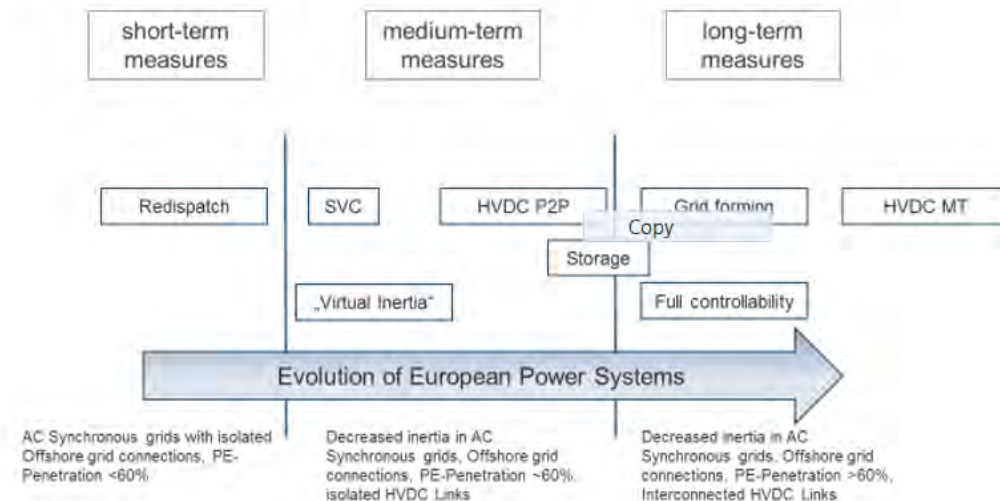 short-term
measures
medium-term
measures
long-term
measures
Redispatch
SVC
HVDC P2P
Grid forming
HVDC MT
Copy
Storage
„Virtual Inertia“
Full controllability
Evolution of European Power Systems
AC Synchronous grids with isolated
Offshore grid connections, PE-
Penetration <60%
Decreased inertia in AC
Synchronous grids, Offshore grid
connections, PE-Penetration ~60%,
isolated HVDC Links
Decreased inertia in AC
Synchronous grids, Offshore grid
connections, PE-Penetration >60%,
Interconnected HVDC Links